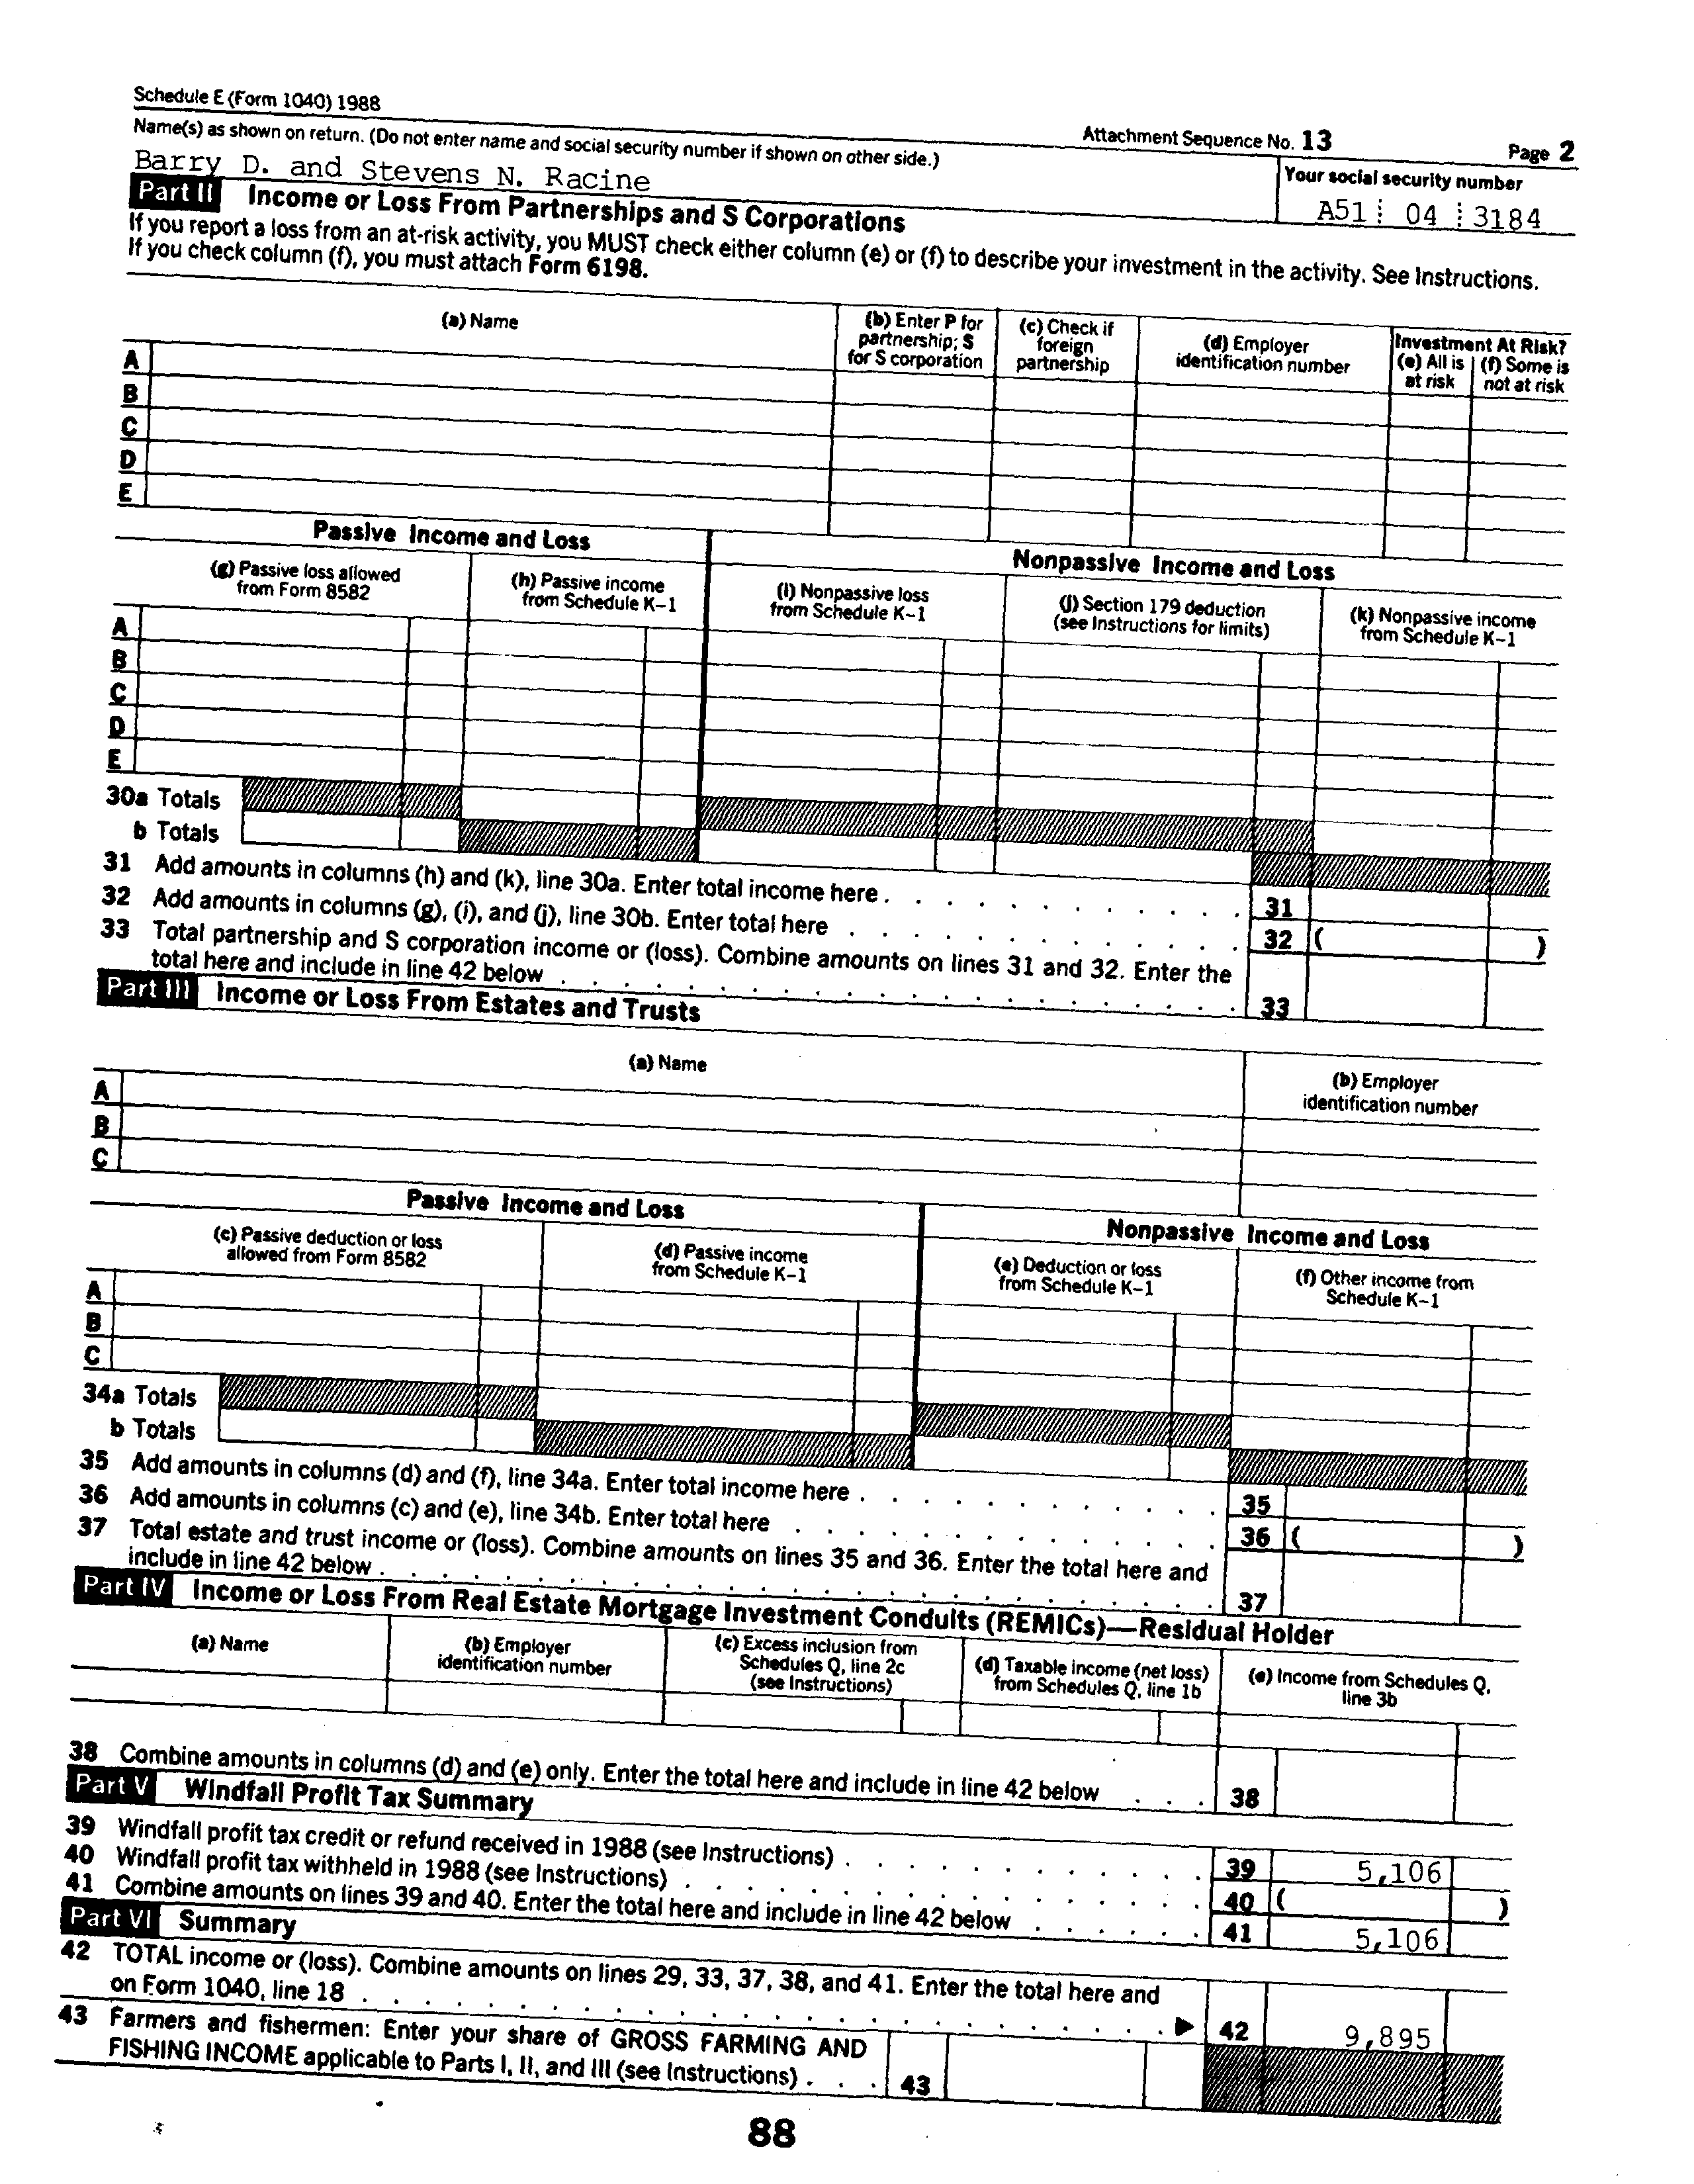 Schedule E (Form 1040) 1988
Attachment Sequence No. 13
Page 2
Name(s) as shown on return. (Do not enter name and social security number if shown on other side.)
Your social security number
Barry D. and Stevens N. Racine
A51 04 3184
Part II Income or Loss From Partnerships and S Corporations
If you report a loss from an at-risk activity, you MUST check either column (e) or (f) to describe your investment in the activity. See Instructions.
If you check column (f), you must attach Form 6198.
(a) Name
(b) Enter P for
partnership; S
for S corporation
(c) Check if
foreign
partnership
(d) Employer
identification number
Investment At Risk?
(e) All is
at risk
(f) Some is
not at risk
A
B
C
D
E
Passive Income and Loss
Nonpassive Income and Loss
(g) Passive loss allowed
from Form 8582
(h) Passive income
from Schedule K–1
(i) Nonpassive loss
from Schedule K–1
(j) Section 179 deduction
(see Instructions for limits)
(k) Nonpassive income
from Schedule K–1
A
B
C
D
E
30a Totals
b Totals
31 Add amounts in columns (h) and (k), line 30a. Enter total income here . . . . . . . . . . . . 31
32 Add amounts in columns (g), (i), and (j), line 30b. Enter total here . . . . . . . . . . . . . 32 ( )
33 Total partnership and S corporation income or (loss). Combine amounts on lines 31 and 32. Enter the
total here and include in line 42 below . . . . . . . . . . . . . . . . . . . . . . 33
Part III Income or Loss From Estates and Trusts
(a) Name
(b) Employer
identification number
A
B
C
Passive Income and Loss
Nonpassive Income and Loss
(c) Passive deduction or loss
allowed from Form 8582
(d) Passive income
from Schedule K–1
(e) Deduction or loss
from Schedule K–1
(f) Other income from
Schedule K–1
A
B
C
34a Totals
b Totals
35 Add amounts in columns (d) and (f), line 34a. Enter total income here . . . . . . . . . . . . 35
36 Add amounts in columns (c) and (e), line 34b. Enter total here . . . . . . . . . . . . . . 36 ( )
37 Total estate and trust income or (loss). Combine amounts on lines 35 and 36. Enter the total here and
include in line 42 below . . . . . . . . . . . . . . . . . . . . . . . . . . . 37
Part IV Income or Loss From Real Estate Mortgage Investment Conduits (REMICs)—Residual Holder
(a) Name
(b) Employer
identification number
(c) Excess inclusion from
Schedules Q, line 2c
(see Instructions)
(d) Taxable income (net loss)
from Schedules Q, line 1b
(e) Income from Schedules Q,
line 3b
38 Combine amounts in columns (d) and (e) only. Enter the total here and include in line 42 below . . . 38
Part V Windfall Profit Tax Summary
39 Windfall profit tax credit or refund received in 1988 (see Instructions) . . . . . . . . . . . . 39 5,106
40 Windfall profit tax withheld in 1988 (see Instructions) . . . . . . . . . . . . . . . . . 40 ( )
41 Combine amounts on lines 39 and 40. Enter the total here and include in line 42 below . . . . . . 41 5,106
Part VI Summary
42 TOTAL income or (loss). Combine amounts on lines 29, 33, 37, 38, and 41. Enter the total here and
on Form 1040, line 18 . . . . . . . . . . . . . . . . . . . . . . . . . . ▶ 42 9,895
43 Farmers and fishermen: Enter your share of GROSS FARMING AND
FISHING INCOME applicable to Parts I, II, and III (see Instructions) . . . 43
88